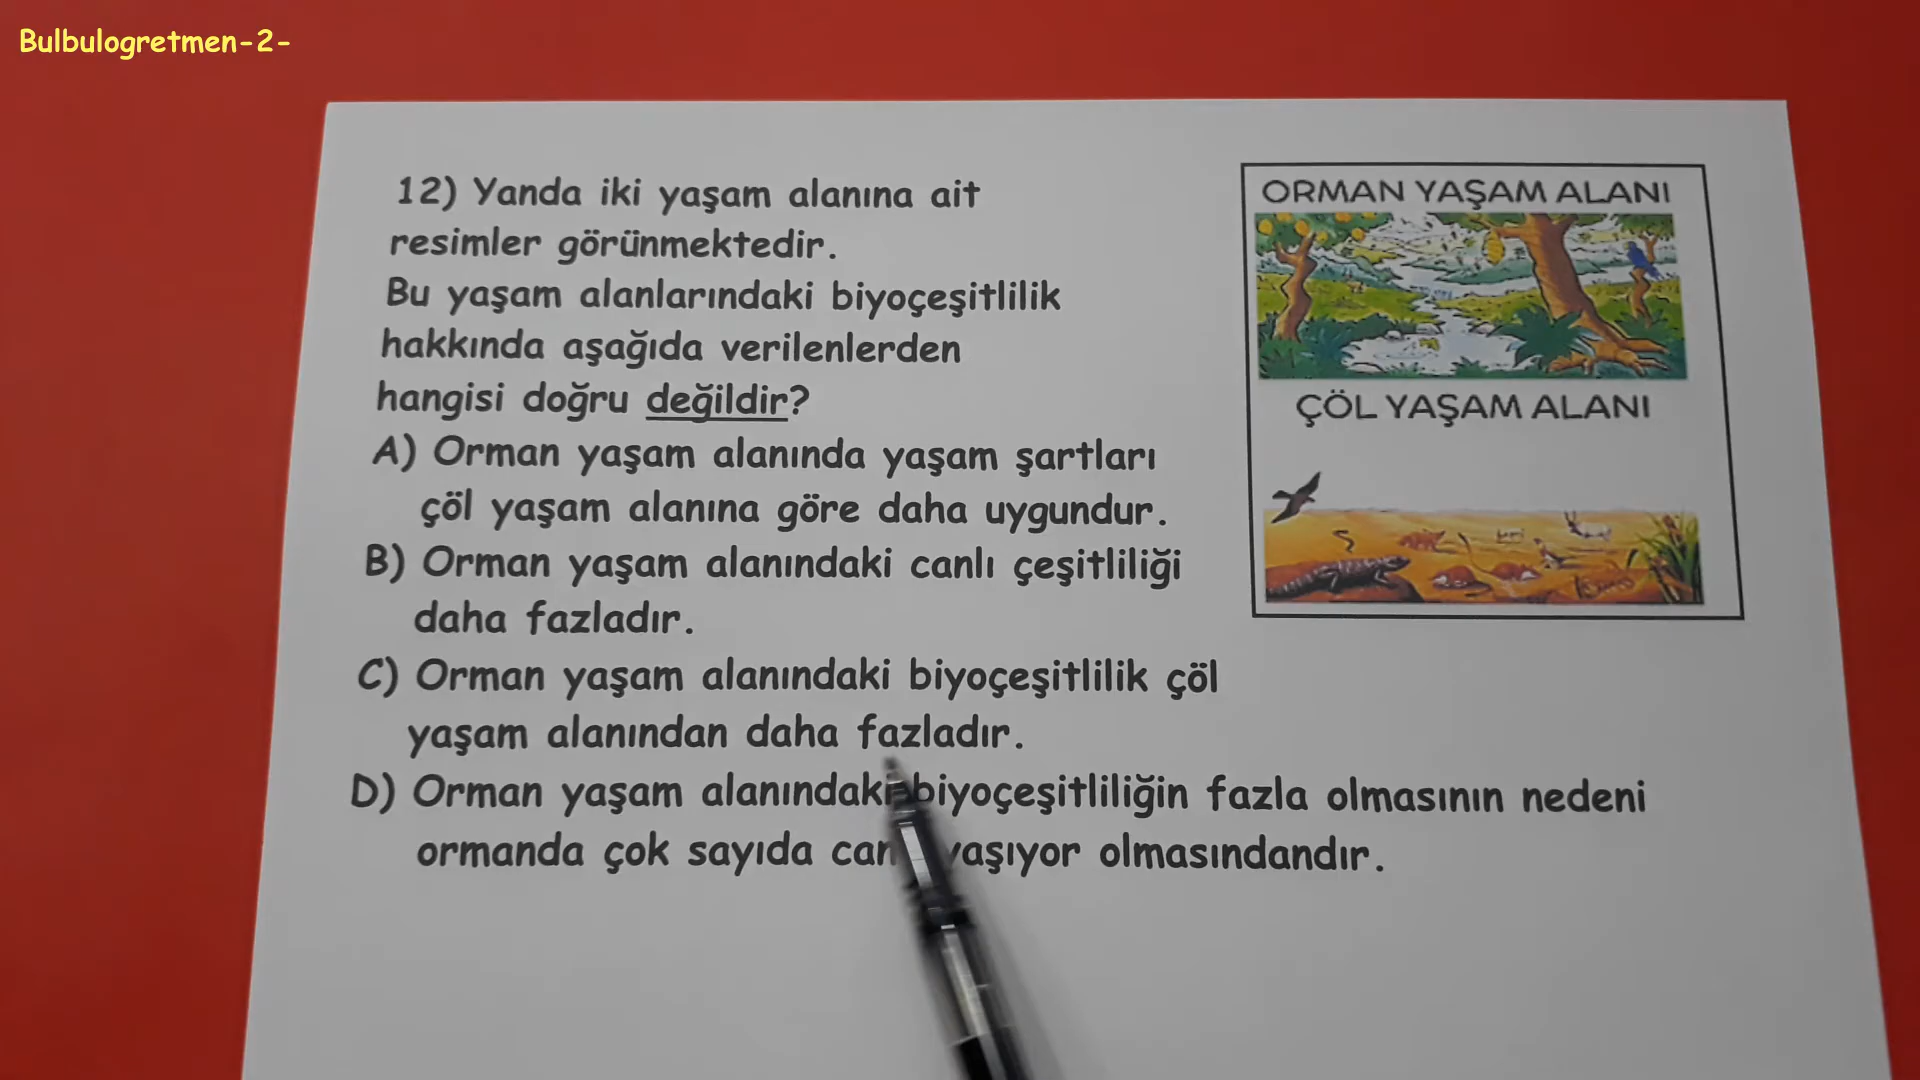 Bulbulogretmen-2-
12) Yanda iki yaşam alanına ait
resimler görünmektedir.
Bu yaşam alanlarındaki biyoçeşitlilik
hakkında aşağıda verilenlerden
hangisi doğru değildir?
A) Orman yaşam alanında yaşam şartları
çöl yaşam alanına göre daha uygundur.
B) Orman yaşam alanındaki canlı çeşitliliği
daha fazladır.
C) Orman yaşam alanındaki biyoçeşitlilik çöl
yaşam alanından daha fazladır.
D) Orman yaşam alanındaki biyoçeşitliliğin fazla olmasının nedeni
ormanda çok sayıda canlı yaşıyor olmasındandır.
ORMAN YAŞAM ALANI
ÇÖL YAŞAM ALANI